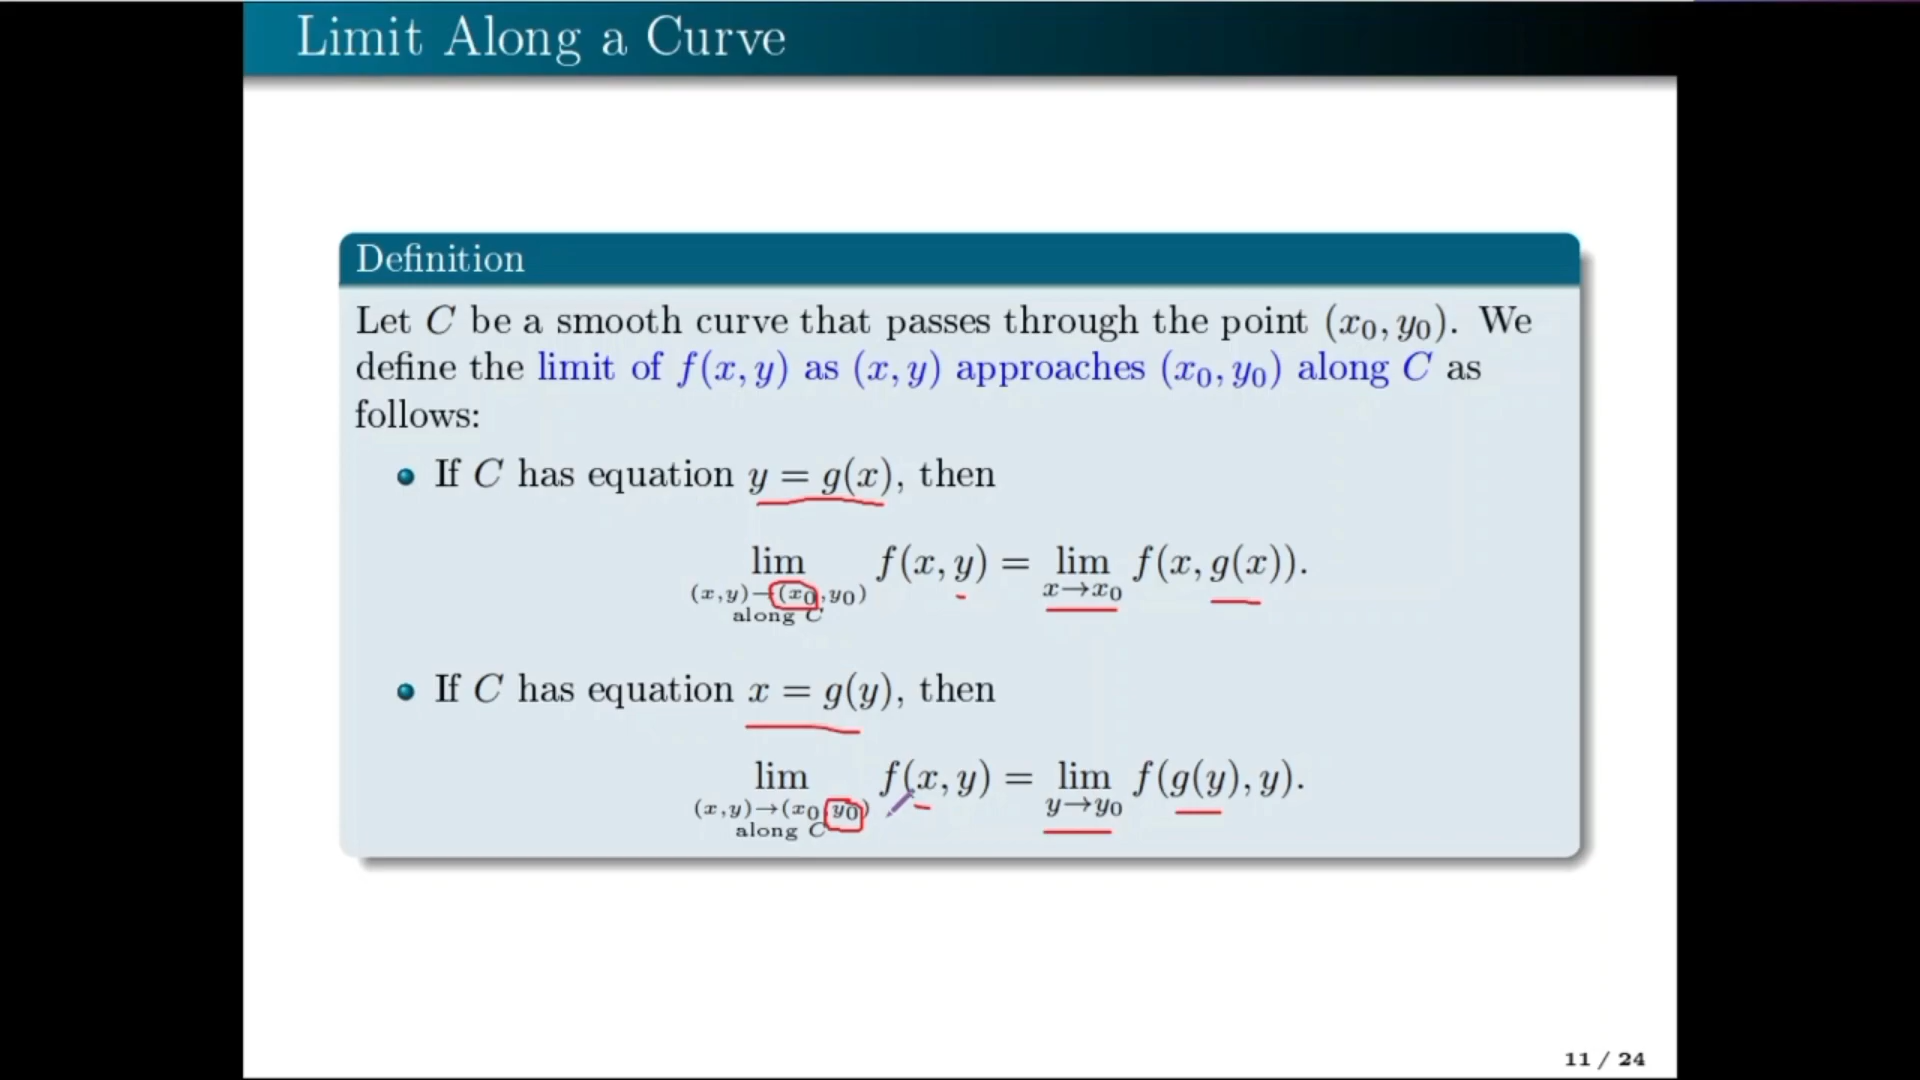 Limit Along a Curve
Definition
Let C be a smooth curve that passes through the point (x₀, y₀). We
define the limit of f(x, y) as (x, y) approaches (x₀, y₀) along C as
follows:
If C has equation y = g(x), then
lim f(x, y) = lim f(x, g(x)).
(x,y)→(x₀,y₀) x→x₀
along C
If C has equation x = g(y), then
lim f(x, y) = lim f(g(y), y).
(x,y)→(x₀,y₀) y→y₀
along C
11 / 24